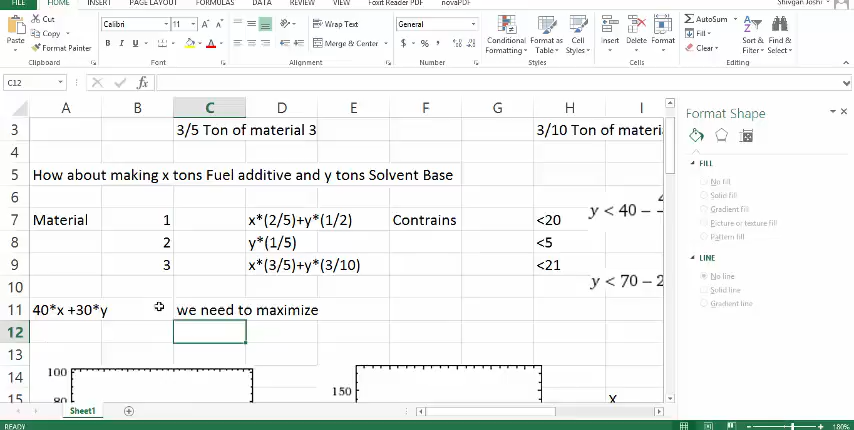 FILE HOME INSERT PAGE LAYOUT FORMULAS DATA REVIEW VIEW Foxit Reader PDF novaPDF Shivgan Joshi
Cut
Copy
Format Painter
Paste
Clipboard
Calibri 11
B I U
Font
Wrap Text
Merge & Center
Alignment
General
$ % ,
Number
Conditional Formatting
Format as Table
Cell Styles
Styles
Insert Delete Format
Cells
AutoSum
Fill
Clear
Sort & Filter
Find & Select
Editing
C12
fx
A B C D E F G H I
3 3/5 Ton of material 3 3/10 Ton of materi
4
5 How about making x tons Fuel additive and y tons Solvent Base
6
7 Material 1 x*(2/5)+y*(1/2) Contrains <20
y < 40 −
8 2 y*(1/5) <5
9 3 x*(3/5)+y*(3/10) <21
10
y < 70 − 2
11 40*x +30*y we need to maximize
12
13
14 100
150
15 80 X
Format Shape
FILL
No fill
Solid fill
Gradient fill
Picture or texture fill
Pattern fill
LINE
No line
Solid line
Gradient line
Sheet1
READY
180%